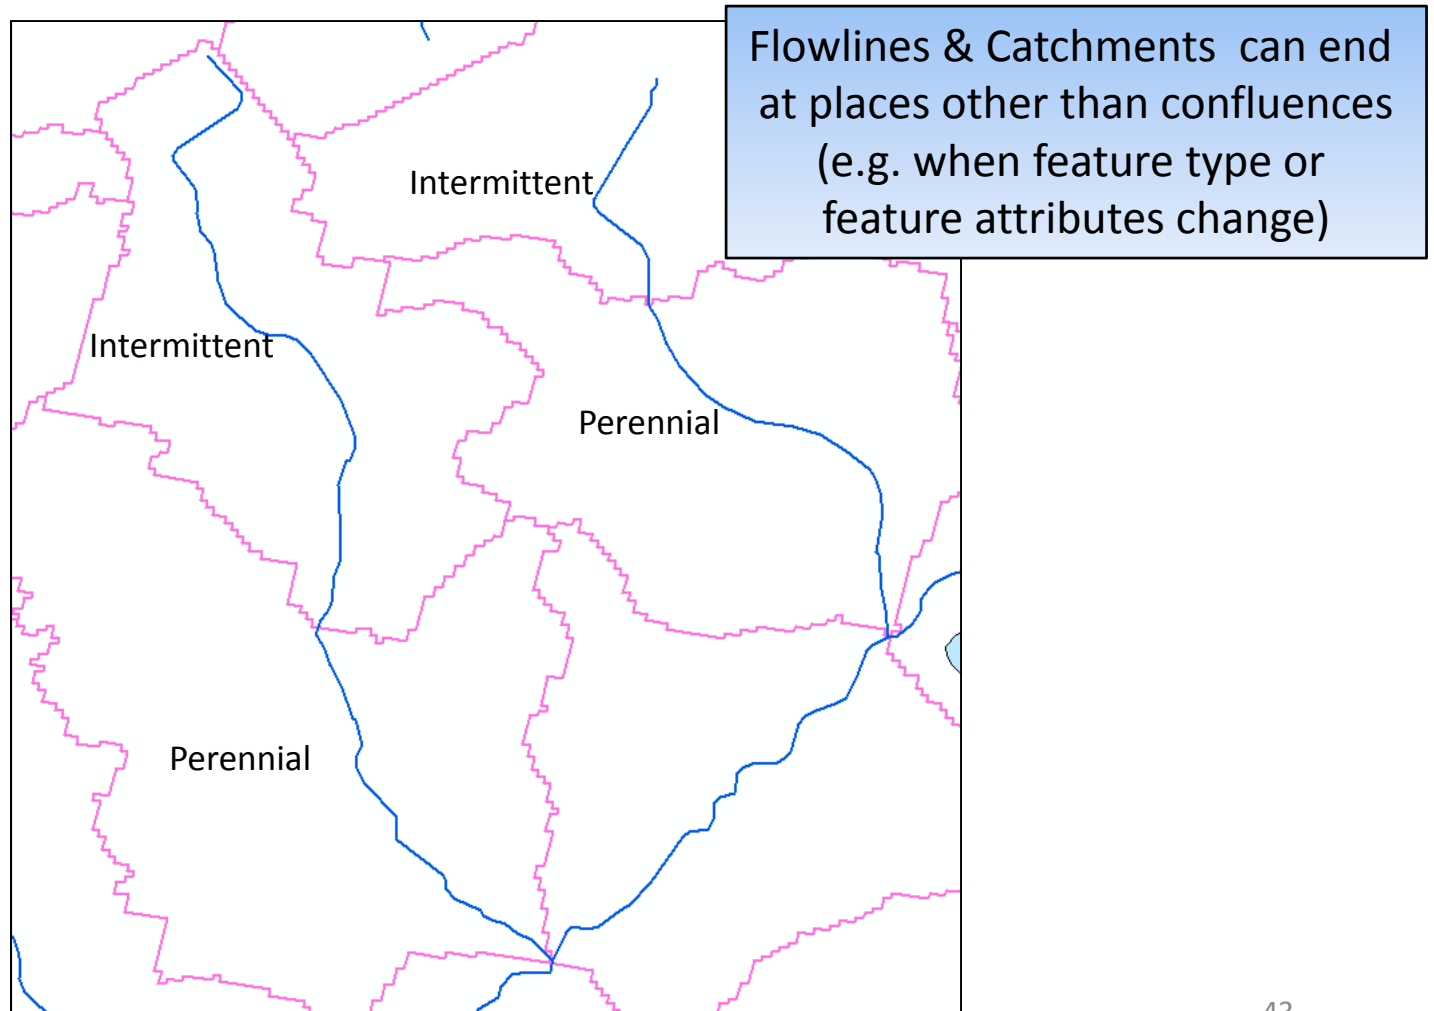 Flowlines & Catchments can end
at places other than confluences
(e.g. when feature type or
feature attributes change)
Intermittent
Intermittent
Perennial
Perennial